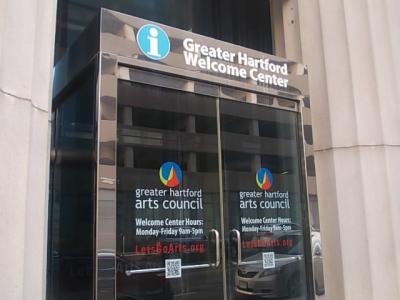 i
Greater Hartford
Welcome Center
greater hartford
arts council
Welcome Center Hours:
Monday-Friday 9am-5pm
LetsGoArts.org
greater hartford
arts council
Welcome Center Hours:
Monday-Friday 9am-5pm
LetsGoArts.org